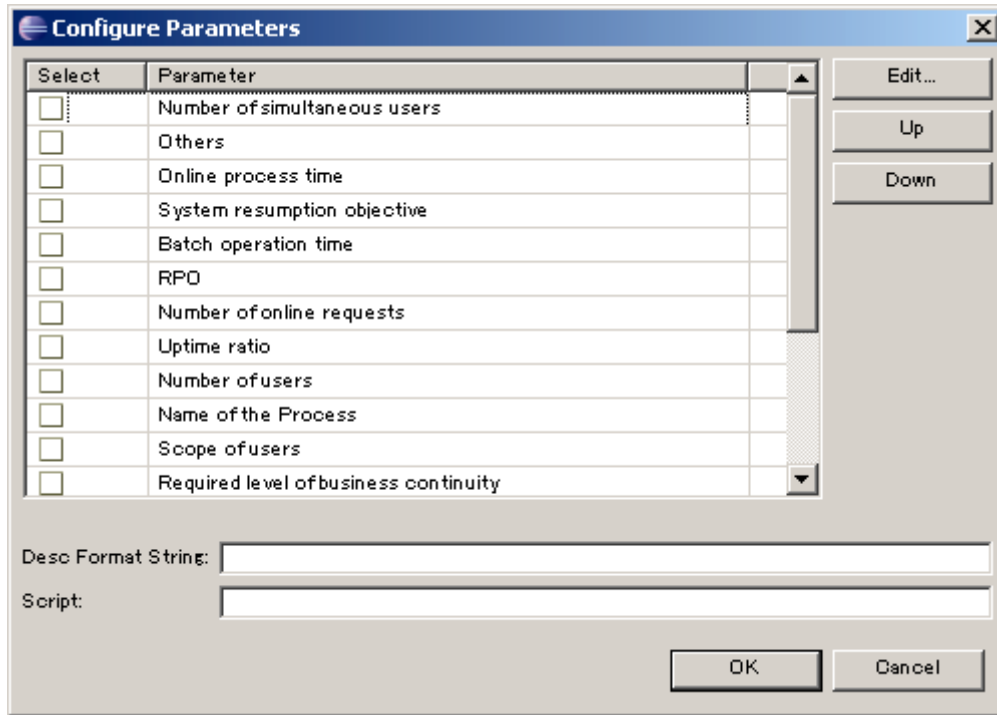 Configure Parameters
Select Parameter
Number of simultaneous users
Others
Online process time
System resumption objective
Batch operation time
RPO
Number of online requests
Uptime ratio
Number of users
Name of the Process
Scope of users
Required level of business continuity
Edit...
Up
Down
Desc Format String:
Script:
OK Cancel